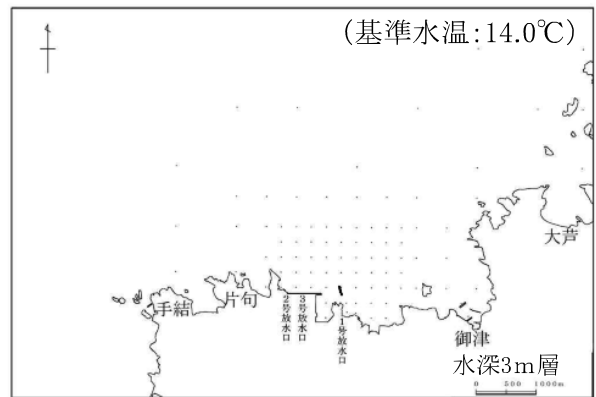 (基準水温:14.0℃)
大芦
片句
手結
2号放水口
3号放水口
1号放水口
御津
水深3m層
0 500 1000m